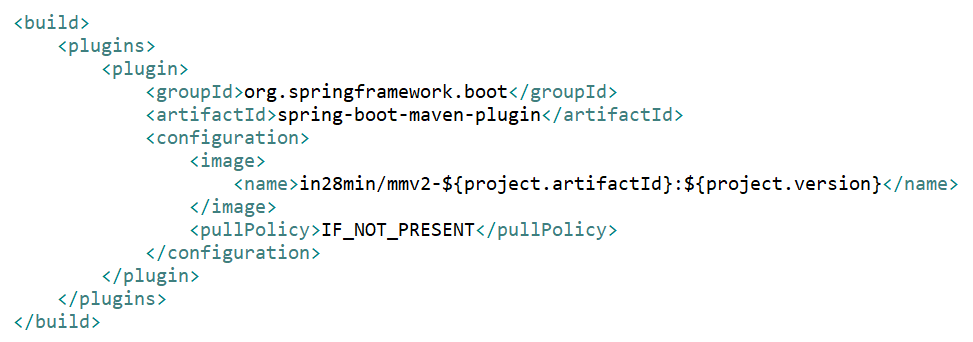 <build>
    <plugins>
        <plugin>
            <groupId>org.springframework.boot</groupId>
            <artifactId>spring-boot-maven-plugin</artifactId>
            <configuration>
                <image>
                    <name>in28min/mmv2-${project.artifactId}:${project.version}</name>
                </image>
                <pullPolicy>IF_NOT_PRESENT</pullPolicy>
            </configuration>
        </plugin>
    </plugins>
</build>